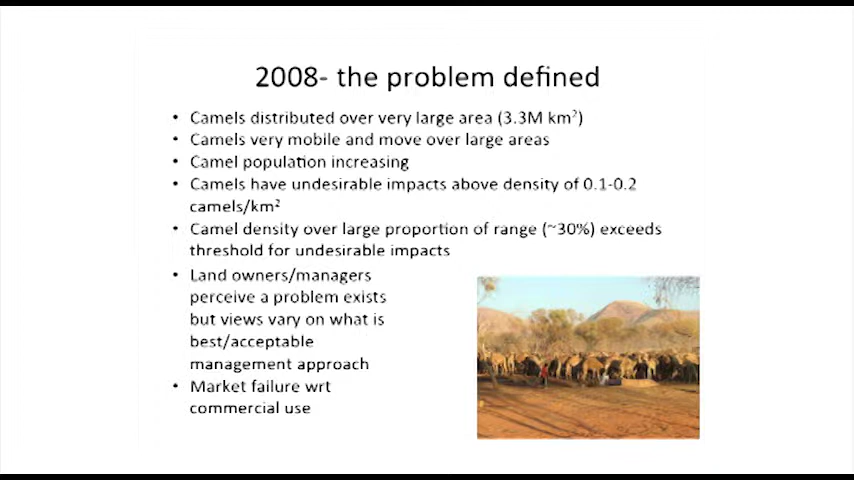 2008- the problem defined
• Camels distributed over very large area (3.3M km²)
• Camels very mobile and move over large areas
• Camel population increasing
• Camels have undesirable impacts above density of 0.1-0.2
camels/km²
• Camel density over large proportion of range (~30%) exceeds
threshold for undesirable impacts
• Land owners/managers
perceive a problem exists
but views vary on what is
best/acceptable
management approach
• Market failure wrt
commercial use